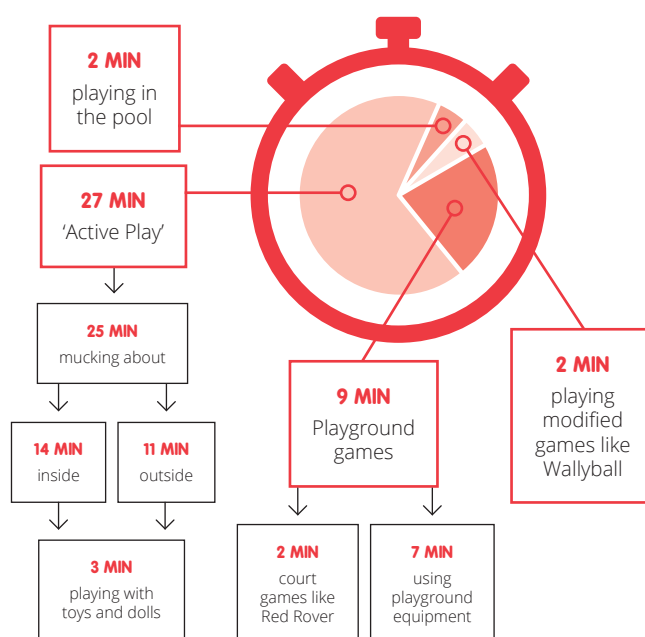 2 MIN
playing in
the pool
27 MIN
‘Active Play’
25 MIN
mucking about
14 MIN
inside
11 MIN
outside
3 MIN
playing with
toys and dolls
9 MIN
Playground
games
2 MIN
court
games like
Red Rover
7 MIN
using
playground
equipment
2 MIN
playing
modified
games like
Wallyball